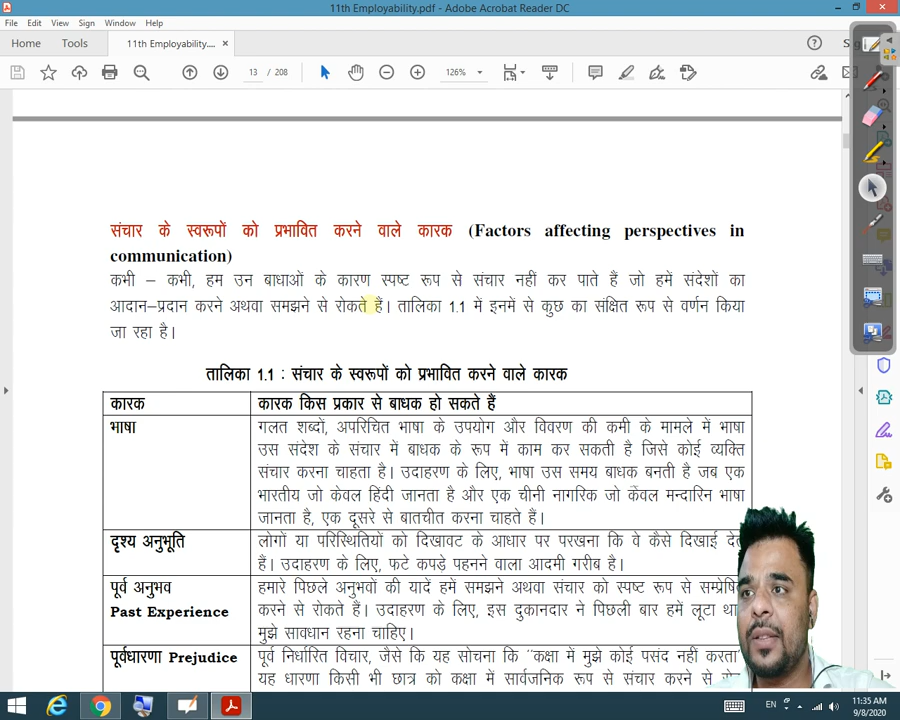 11th Employability.pdf - Adobe Acrobat Reader DC
File Edit View Sign Window Help
Home Tools 11th Employability.... ×
13 / 208 126%
संचार के स्वरूपों को प्रभावित करने वाले कारक (Factors affecting perspectives in
communication)
कभी – कभी, हम उन बाधाओं के कारण स्पष्ट रूप से संचार नहीं कर पाते हैं जो हमें संदेशों का
आदान–प्रदान करने अथवा समझने से रोकते हैं। तालिका 1.1 में इनमें से कुछ का संक्षित रूप से वर्णन किया
जा रहा है।
तालिका 1.1 : संचार के स्वरूपों को प्रभावित करने वाले कारक
कारक कारक किस प्रकार से बाधक हो सकते हैं
भाषा गलत शब्दों, अपरिचित भाषा के उपयोग और विवरण की कमी के मामले में भाषा
उस संदेश के संचार में बाधक के रूप में काम कर सकती है जिसे कोई व्यक्ति
संचार करना चाहता है। उदाहरण के लिए, भाषा उस समय बाधक बनती है जब एक
भारतीय जो केवल हिंदी जानता है और एक चीनी नागरिक जो केवल मन्दारिन भाषा
जानता है, एक दूसरे से बातचीत करना चाहते हैं।
दृश्य अनुभूति लोगों या परिस्थितियों को दिखावट के आधार पर परखना कि वे कैसे दिखाई
हैं। उदाहरण के लिए, फटे कपड़े पहनने वाला आदमी गरीब है।
पूर्व अनुभव हमारे पिछले अनुभवों की यादें हमें समझने अथवा संचार को स्पष्ट रूप से
Past Experience करने से रोकते हैं। उदाहरण के लिए, इस दुकानदार ने पिछली बार हमें लूटा
मुझे सावधान रहना चाहिए।
पूर्वधारणा Prejudice पूर्व निर्धारित विचार, जैसे कि यह सोचना कि "कक्षा में मुझे कोई पसंद नहीं करता
यह धारणा किसी भी छात्र को कक्षा में सार्वजनिक रूप से संचार करने से
EN 11:35 AM
9/8/2020